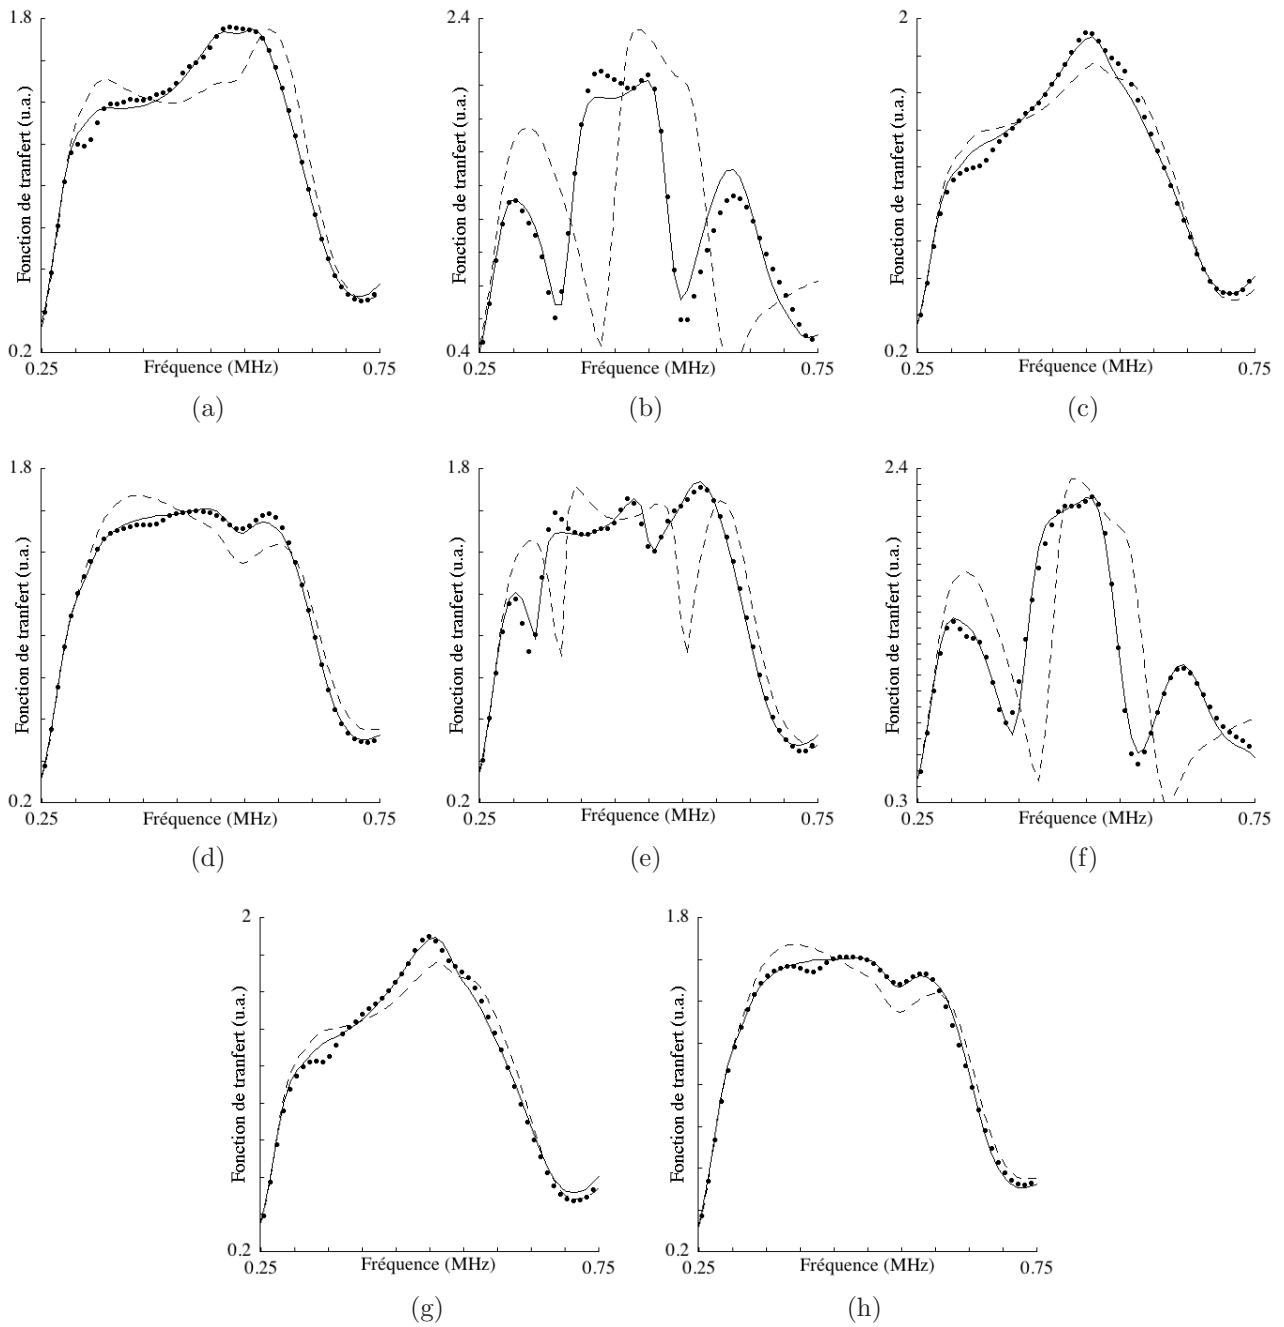 1.8
Fonction de tranfert (u.a.)
0.2
0.25
Fréquence (MHz)
0.75
(a)
2.4
Fonction de tranfert (u.a.)
0.4
0.25
Fréquence (MHz)
0.75
(b)
2
Fonction de tranfert (u.a.)
0.2
0.25
Fréquence (MHz)
0.75
(c)
1.8
Fonction de tranfert (u.a.)
0.2
0.25
Fréquence (MHz)
0.75
(d)
1.8
Fonction de tranfert (u.a.)
0.2
0.25
Fréquence (MHz)
0.75
(e)
2.4
Fonction de tranfert (u.a.)
0.3
0.25
Fréquence (MHz)
0.75
(f)
2
Fonction de tranfert (u.a.)
0.2
0.25
Fréquence (MHz)
0.75
(g)
1.8
Fonction de tranfert (u.a.)
0.2
0.25
Fréquence (MHz)
0.75
(h)